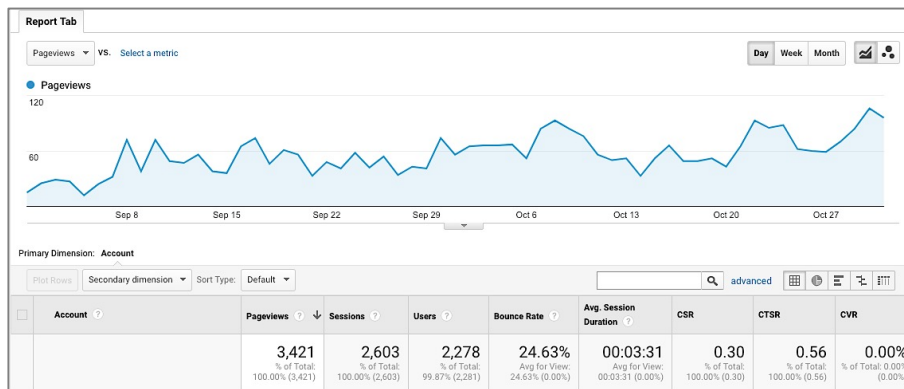 Report Tab
Pageviews VS. Select a metric Day Week Month
Pageviews
120
60
Sep 8 Sep 15 Sep 22 Sep 29 Oct 6 Oct 13 Oct 20 Oct 27
Primary Dimension: Account
Plot Rows Secondary dimension Sort Type: Default advanced
Account ? Pageviews ? Sessions ? Users ? Bounce Rate ? Avg. Session Duration ? CSR CTSR CVR
3,421 2,603 2,278 24.63% 00:03:31 0.30 0.56 0.00%
% of Total: % of Total: % of Total: Avg for View: Avg for View: % of Total: % of Total: % of Total: 0.00%
100.00% (3,421) 100.00% (2,603) 99.87% (2,281) 24.63% (0.00%) 00:03:31 (0.00%) 100.00% (0.30) 100.00% (0.56) (0.00%)